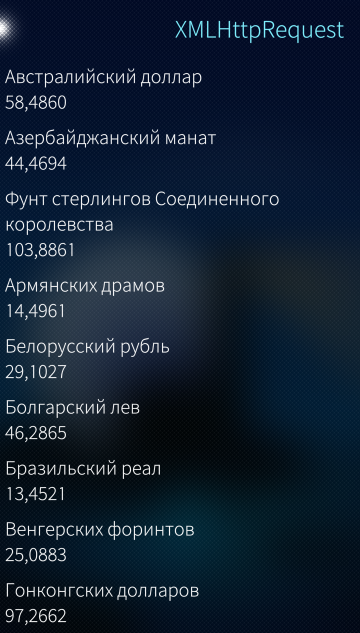 XMLHttpRequest
Австралийский доллар
58,4860
Азербайджанский манат
44,4694
Фунт стерлингов Соединенного
королевства
103,8861
Армянских драмов
14,4961
Белорусский рубль
29,1027
Болгарский лев
46,2865
Бразильский реал
13,4521
Венгерских форинтов
25,0883
Гонконгских долларов
97,2662